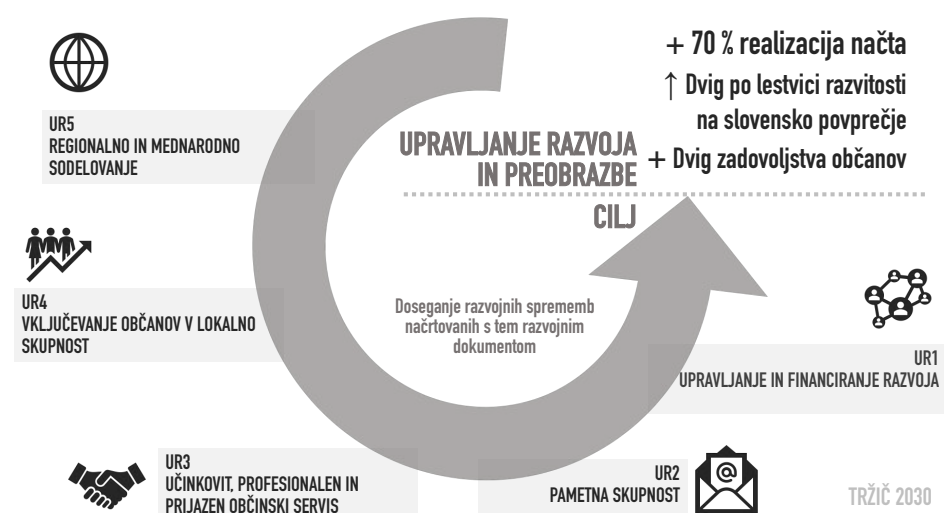 + 70 % realizacija načta
↑ Dvig po lestvici razvitosti
na slovensko povprečje
+ Dvig zadovoljstva občanov
UPRAVLJANJE RAZVOJA
IN PREOBRAZBE
CILJ
Doseganje razvojnih sprememb
načrtovanih s tem razvojnim
dokumentom
UR5
REGIONALNO IN MEDNARODNO
SODELOVANJE
UR4
VKLJUČEVANJE OBČANOV V LOKALNO
SKUPNOST
UR1
UPRAVLJANJE IN FINANCIRANJE RAZVOJA
UR3
UČINKOVIT, PROFESIONALEN IN
PRIJAZEN OBČINSKI SERVIS
UR2
PAMETNA SKUPNOST
@
TRŽIČ 2030